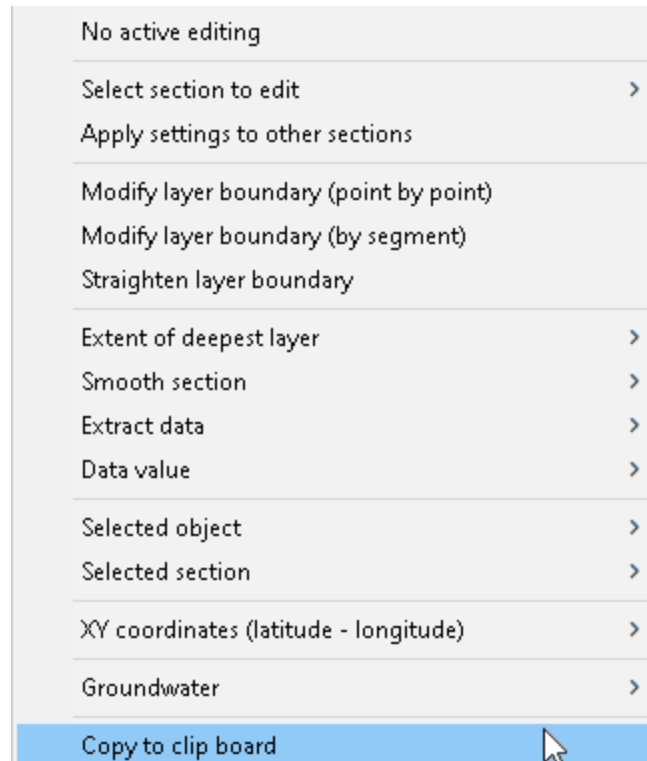 No active editing
Select section to edit
Apply settings to other sections
Modify layer boundary (point by point)
Modify layer boundary (by segment)
Straighten layer boundary
Extent of deepest layer
Smooth section
Extract data
Data value
Selected object
Selected section
XY coordinates (latitude - longitude)
Groundwater
Copy to clip board